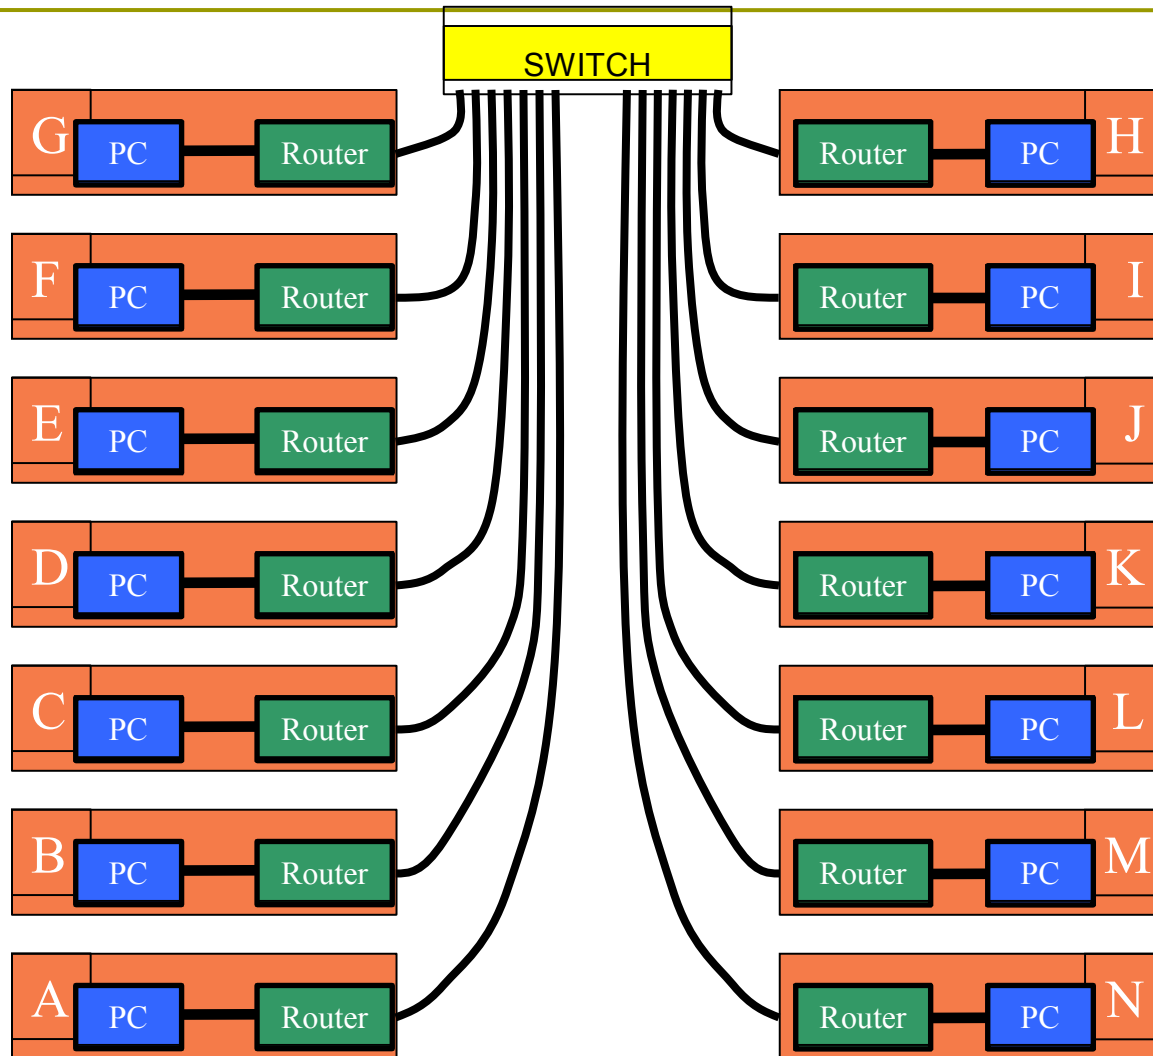 SWITCH
G PC Router
Router PC H
F PC Router
Router PC I
E PC Router
Router PC J
D PC Router
Router PC K
C PC Router
Router PC L
B PC Router
Router PC M
A PC Router
Router PC N